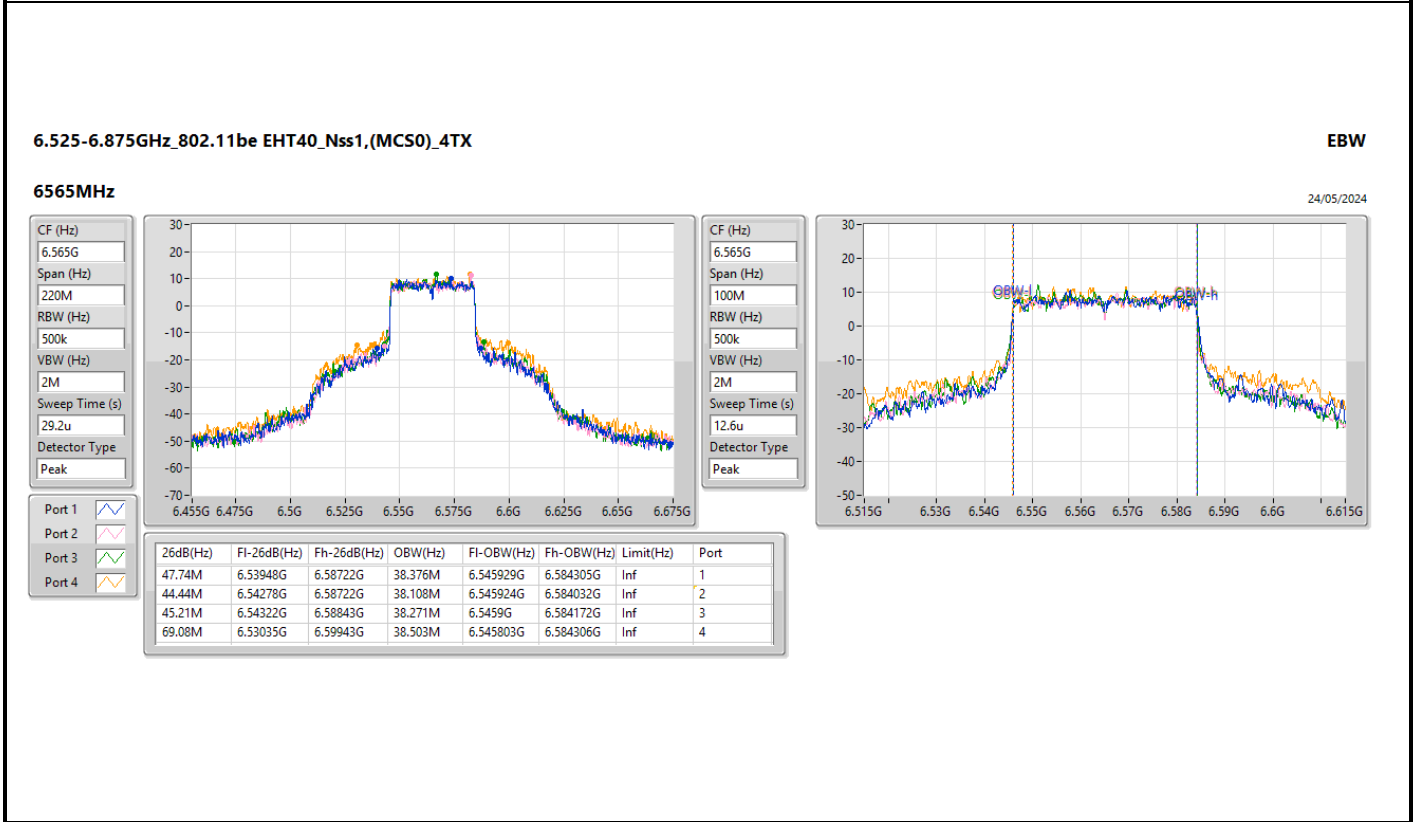 6.525-6.875GHz_802.11be EHT40_Nss1,(MCS0)_4TX
EBW
6565MHz
24/05/2024
CF (Hz)
6.565G
Span (Hz)
220M
RBW (Hz)
500k
VBW (Hz)
2M
Sweep Time (s)
29.2u
Detector Type
Peak
30
20
10
0
-10
-20
-30
-40
-50
-60
-70
6.455G 6.475G 6.5G 6.525G 6.55G 6.575G 6.6G 6.625G 6.65G 6.675G
CF (Hz)
6.565G
Span (Hz)
100M
RBW (Hz)
500k
VBW (Hz)
2M
Sweep Time (s)
12.6u
Detector Type
Peak
30
20
10
0
-10
-20
-30
-40
-50
OBW-l OBW-h
6.515G 6.53G 6.54G 6.55G 6.56G 6.57G 6.58G 6.59G 6.6G 6.615G
Port 1
Port 2
Port 3
Port 4
26dB(Hz) Fl-26dB(Hz) Fh-26dB(Hz) OBW(Hz) Fl-OBW(Hz) Fh-OBW(Hz) Limit(Hz) Port
47.74M 6.53948G 6.58722G 38.376M 6.545929G 6.584305G Inf 1
44.44M 6.54278G 6.58722G 38.108M 6.545924G 6.584032G Inf 2
45.21M 6.54322G 6.58843G 38.271M 6.5459G 6.584172G Inf 3
69.08M 6.53035G 6.59943G 38.503M 6.545803G 6.584306G Inf 4